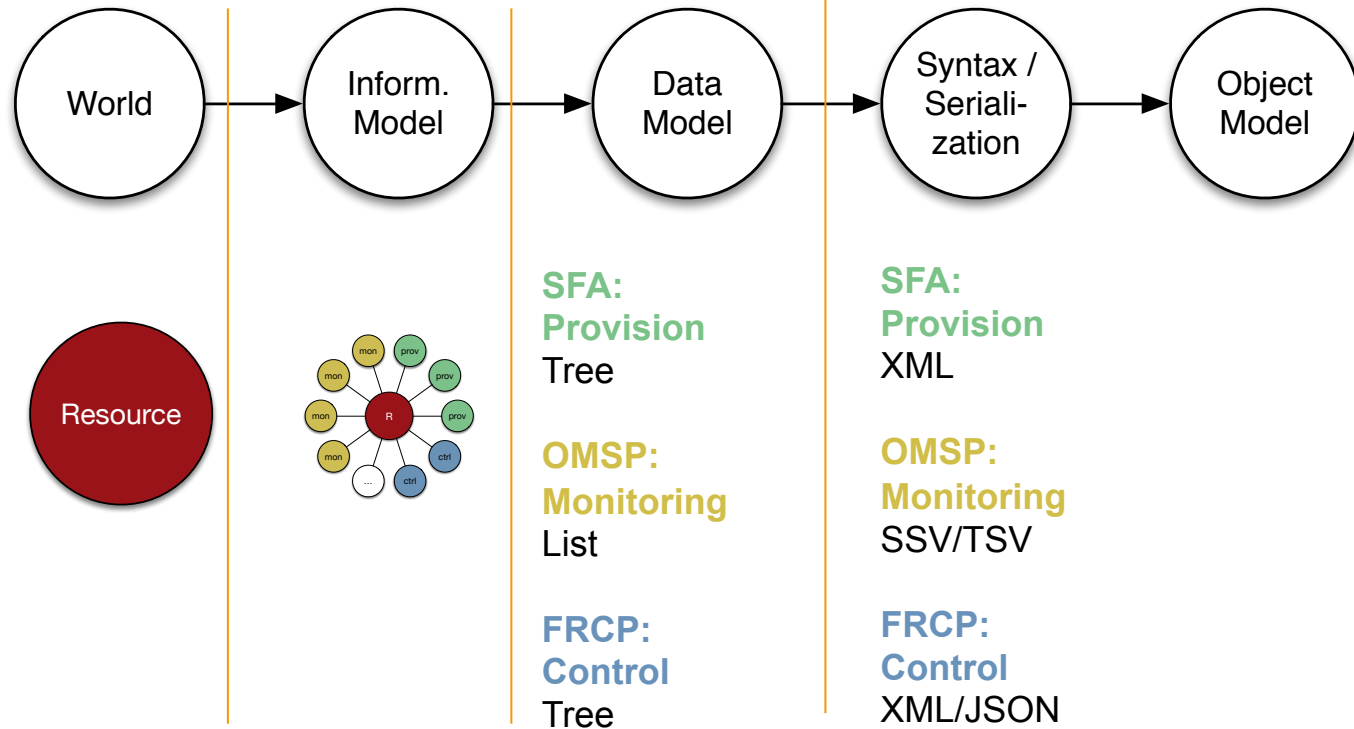 World
Inform.
Model
Data
Model
Syntax /
Seriali-
zation
Object
Model
Resource
mon
prov
mon
prov
mon
R
prov
mon
ctrl
...
ctrl
SFA:
Provision
Tree
OMSP:
Monitoring
List
FRCP:
Control
Tree
SFA:
Provision
XML
OMSP:
Monitoring
SSV/TSV
FRCP:
Control
XML/JSON